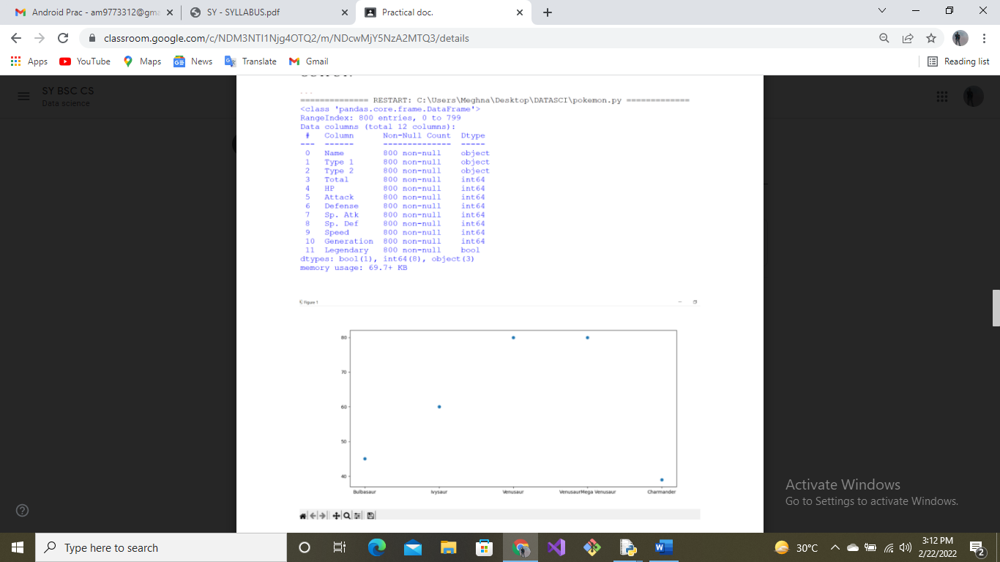 Android Prac - am9773312@gma
SY - SYLLABUS.pdf
Practical doc.
classroom.google.com/c/NDM3NTI1Njg4OTQ2/m/NDcwMjY5NzA2MTQ3/details
Apps
YouTube
Maps
News
Translate
Gmail
Reading list
SY BSC CS
Data science
...
============== RESTART: C:\Users\Meghna\Desktop\DATASCI\pokemon.py =============
<class 'pandas.core.frame.DataFrame'>
RangeIndex: 800 entries, 0 to 799
Data columns (total 12 columns):
# Column Non-Null Count Dtype
--- ------ -------------- -----
0 Name 800 non-null object
1 Type 1 800 non-null object
2 Type 2 800 non-null object
3 Total 800 non-null int64
4 HP 800 non-null int64
5 Attack 800 non-null int64
6 Defense 800 non-null int64
7 Sp. Atk 800 non-null int64
8 Sp. Def 800 non-null int64
9 Speed 800 non-null int64
10 Generation 800 non-null int64
11 Legendary 800 non-null bool
dtypes: bool(1), int64(8), object(3)
memory usage: 69.7+ KB
Figure 1
80
70
60
50
40
Bulbasaur Ivysaur Venusaur VenusaurMega Venusaur Charmander
Activate Windows
Go to Settings to activate Windows.
Type here to search
30°C
3:12 PM
2/22/2022
2